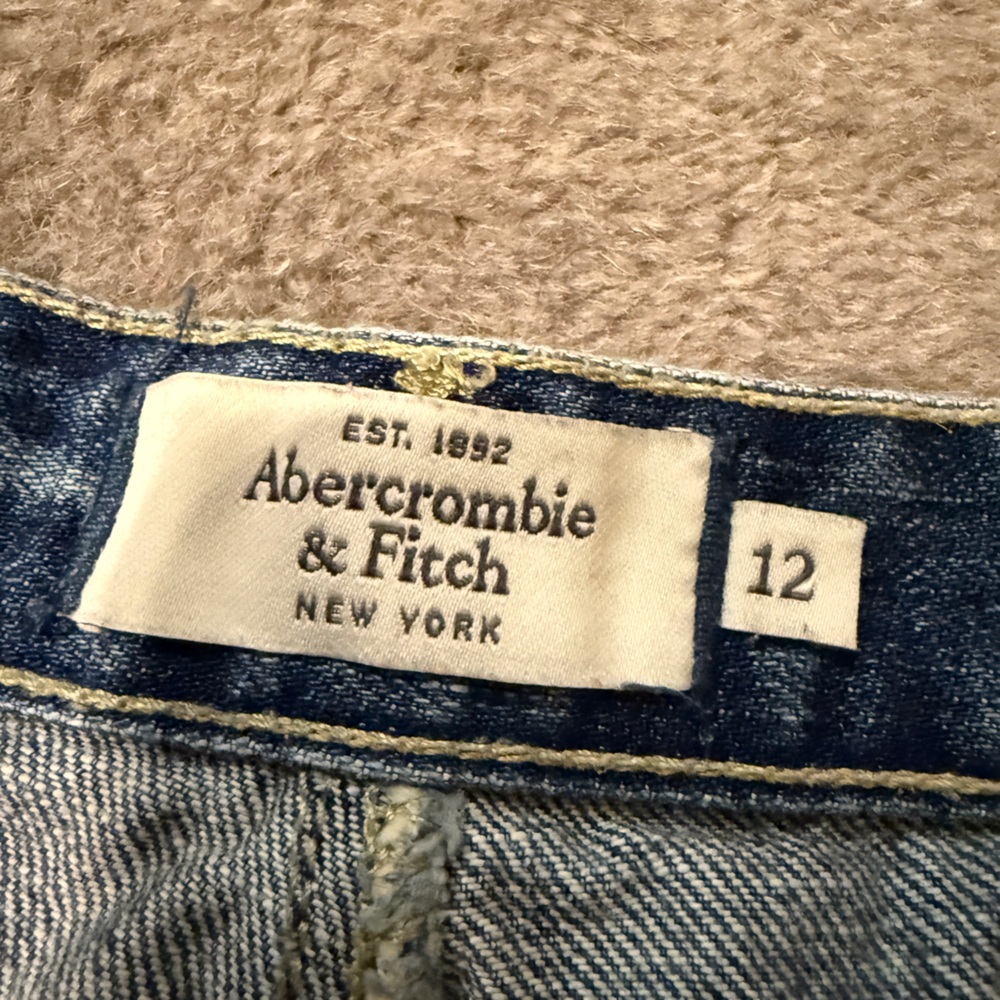 EST. 1892
Abercrombie
& Fitch
NEW YORK
12